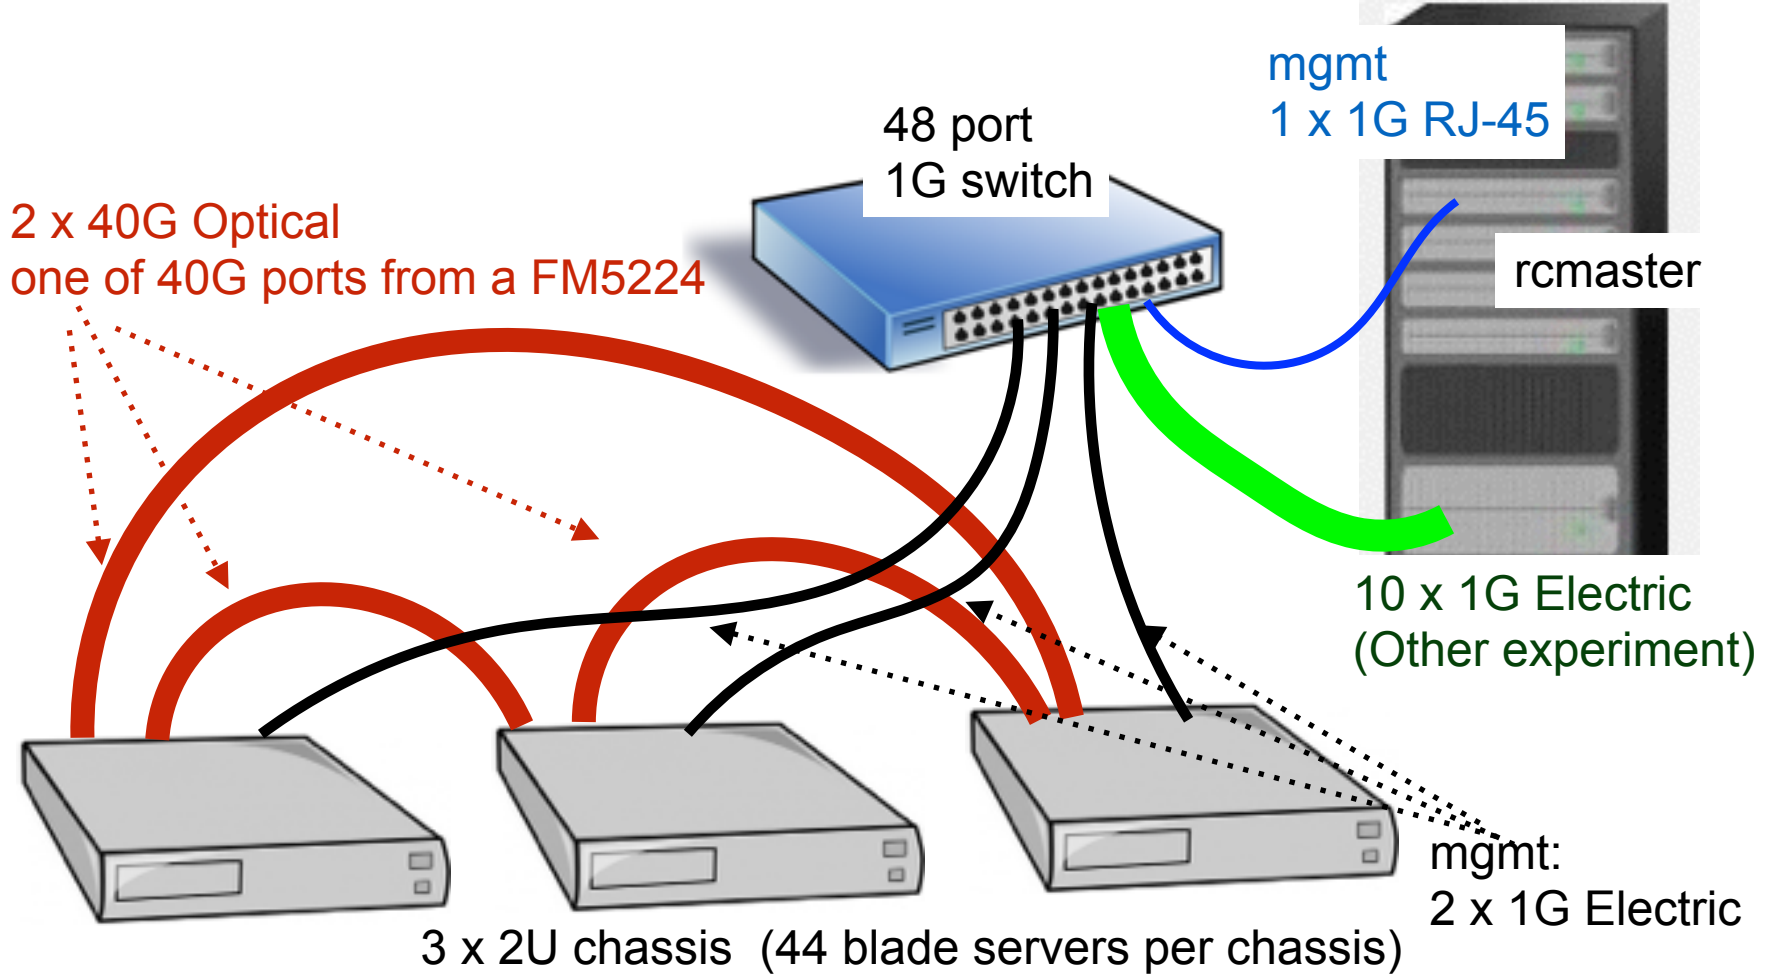 mgmt
1 x 1G RJ-45
48 port
1G switch
2 x 40G Optical
one of 40G ports from a FM5224
rcmaster
10 x 1G Electric
(Other experiment)
mgmt:
2 x 1G Electric
3 x 2U chassis  (44 blade servers per chassis)